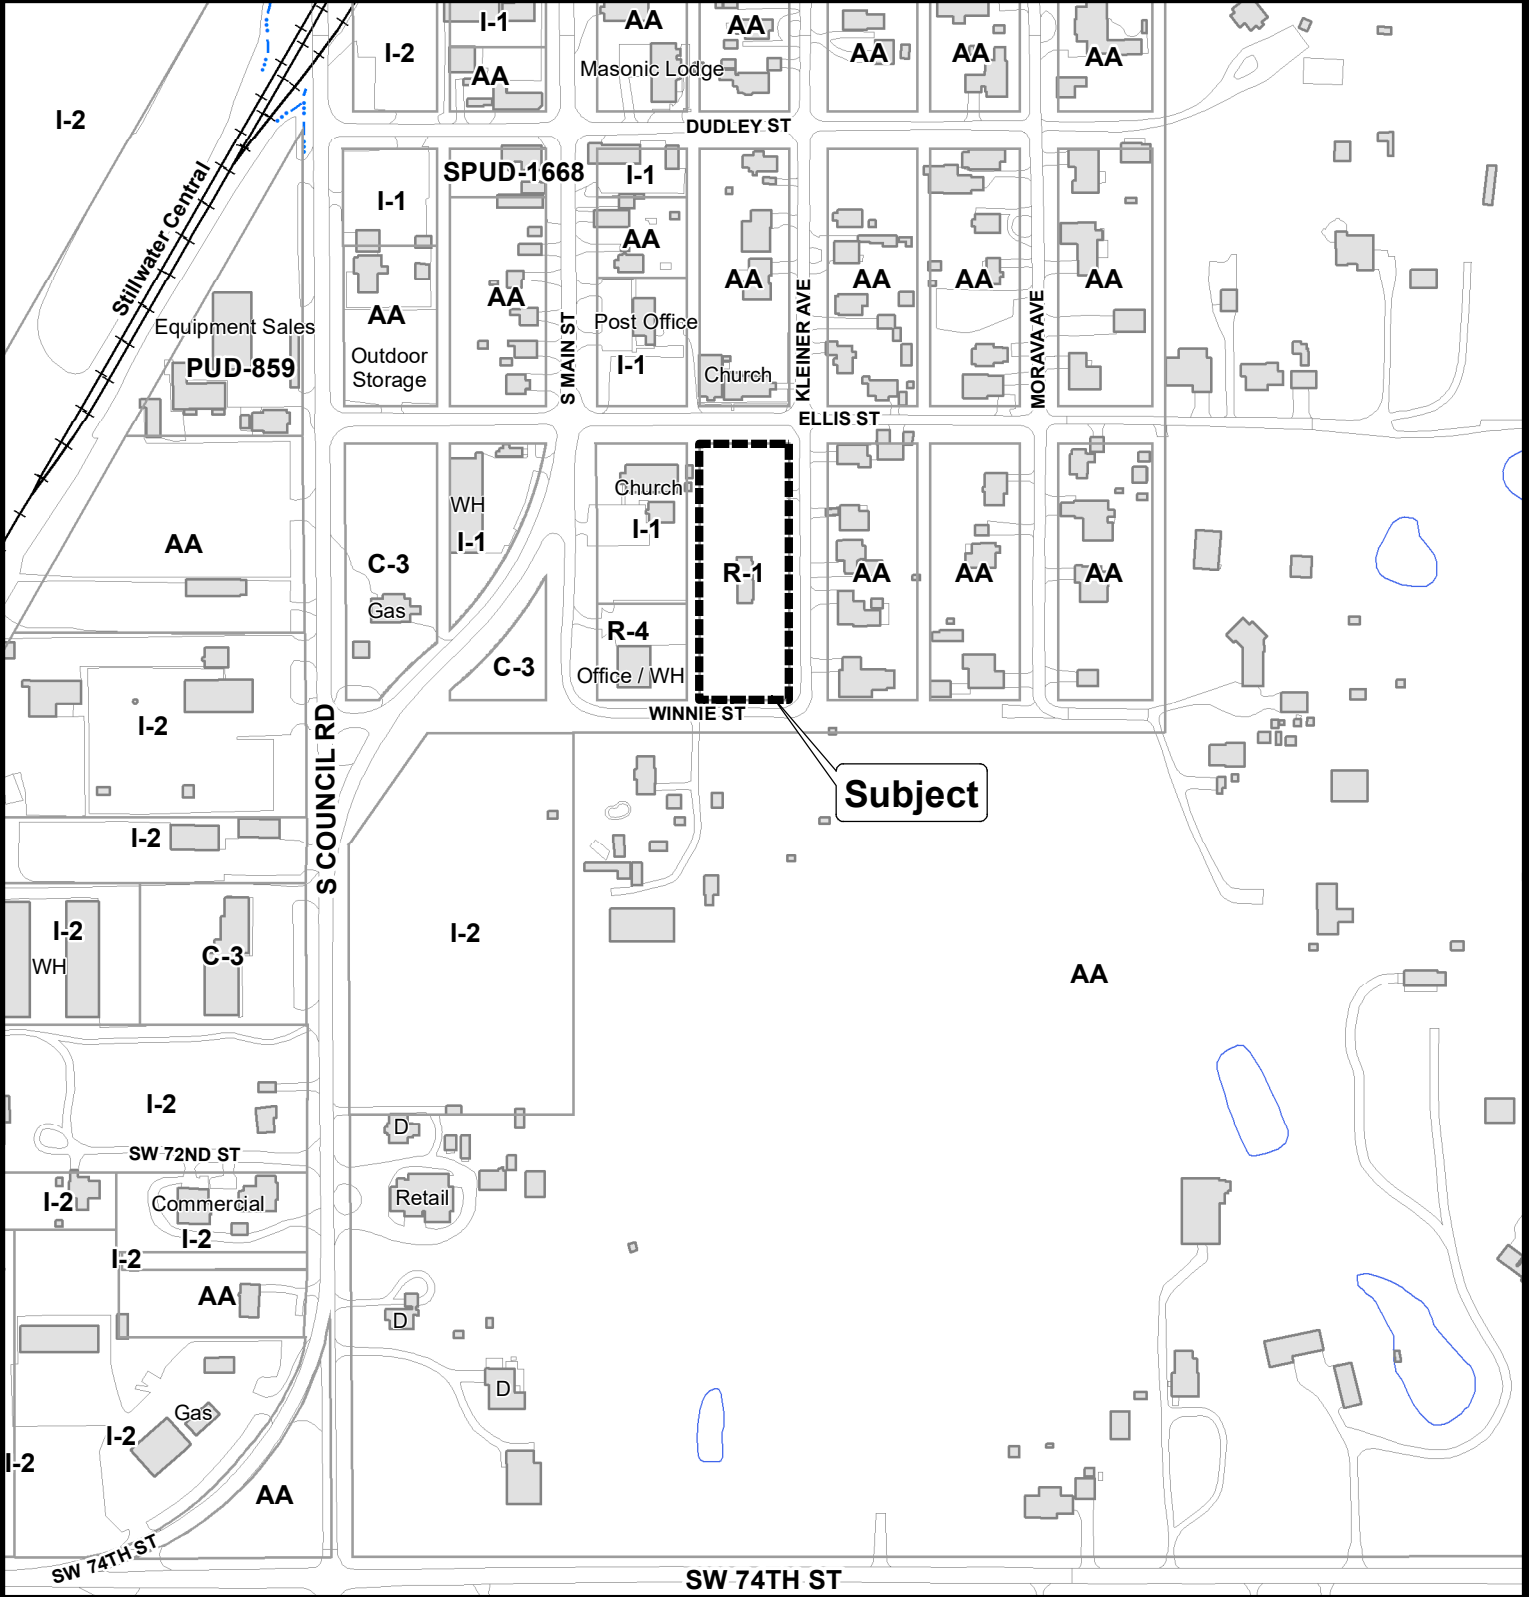 I-1
AA
AA
I-2
AA
AA
AA
Masonic Lodge
AA
I-2
DUDLEY ST
SPUD-1668
I-1
I-1
Stillwater Central
AA
AA
AA
AA
AA
AA
KLEINER AVE
MORAVA AVE
AA
Equipment Sales
Post Office
S MAIN ST
PUD-859
Outdoor
Storage
I-1
Church
ELLIS ST
Church
WH
I-1
I-1
AA
C-3
R-1
AA
AA
AA
Gas
R-4
C-3
Office / WH
WINNIE ST
I-2
S COUNCIL RD
Subject
I-2
I-2
WH
C-3
I-2
AA
I-2
D
SW 72ND ST
I-2
Commercial
Retail
I-2
I-2
AA
D
D
Gas
I-2
I-2
AA
SW 74TH ST
SW 74TH ST